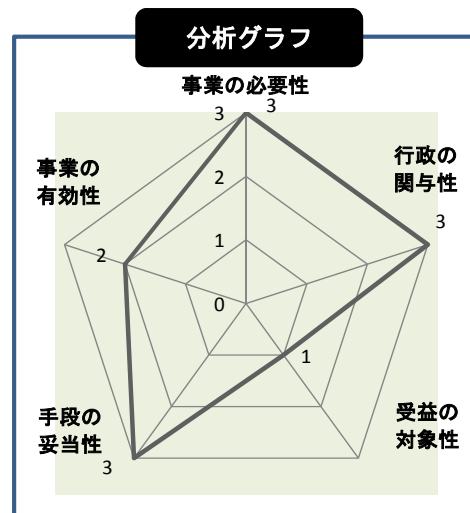 分析グラフ
事業の必要性
3
3
行政の
関与性
3
事業の
有効性
2
2
1
0
1
受益の
対象性
手段の
妥当性
3